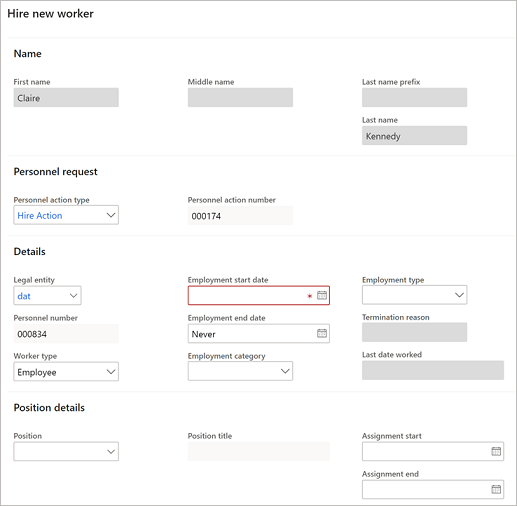 Hire new worker
Name
First name
Middle name
Last name prefix
Claire
Last name
Kennedy
Personnel request
Personnel action type
Personnel action number
Hire Action
000174
Details
Legal entity
Employment start date
Employment type
dat
*
Personnel number
Employment end date
Termination reason
000834
Never
Worker type
Employment category
Last date worked
Employee
Position details
Position
Position title
Assignment start
Assignment end